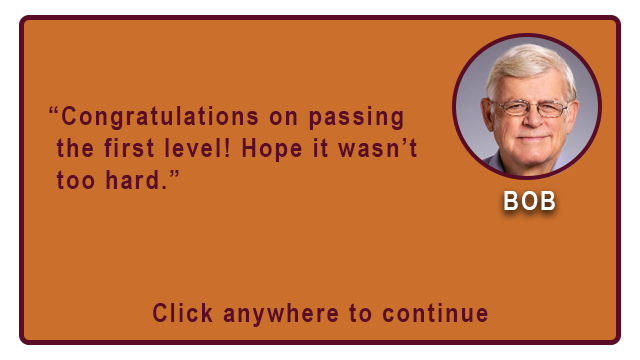 “Congratulations on passing
the first level! Hope it wasn’t
too hard.”
BOB
Click anywhere to continue